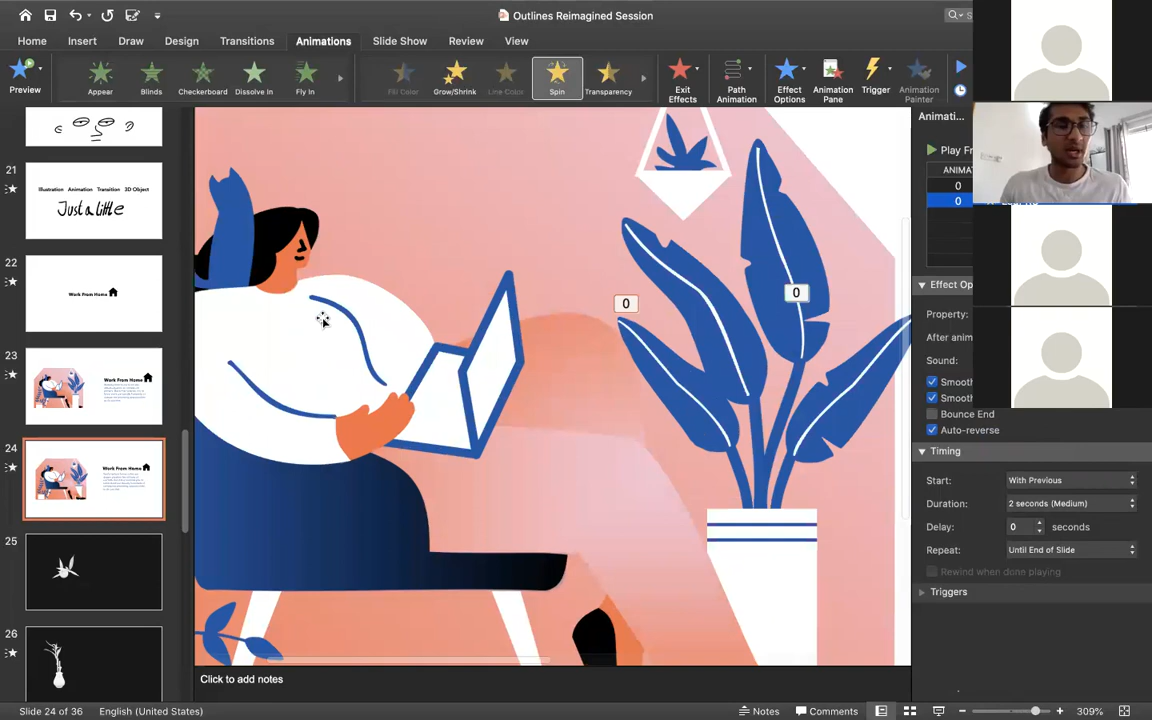 Outlines Reimagined Session
Home Insert Draw Design Transitions Animations Slide Show Review View
Preview Appear Blinds Checkerboard Dissolve In Fly In Fill Color Grow/Shrink Line Color Spin Transparency Exit Effects Path Animation Effect Options Animation Pane Trigger Animation Painter
21
Illustration Animation Transition 3D Object
Just a little
22
Work From Home
23
Work From Home
24
Work From Home
25
26
0
0
Animati...
Play Fr
ANIMA
0
0
Effect Op
Property:
After anim
Sound:
Smoot
Smoot
Bounce End
Auto-reverse
Timing
Start: With Previous
Duration: 2 seconds (Medium)
Delay: 0 seconds
Repeat: Until End of Slide
Rewind when done playing
Triggers
Click to add notes
Slide 24 of 36 English (United States) Notes Comments 309%